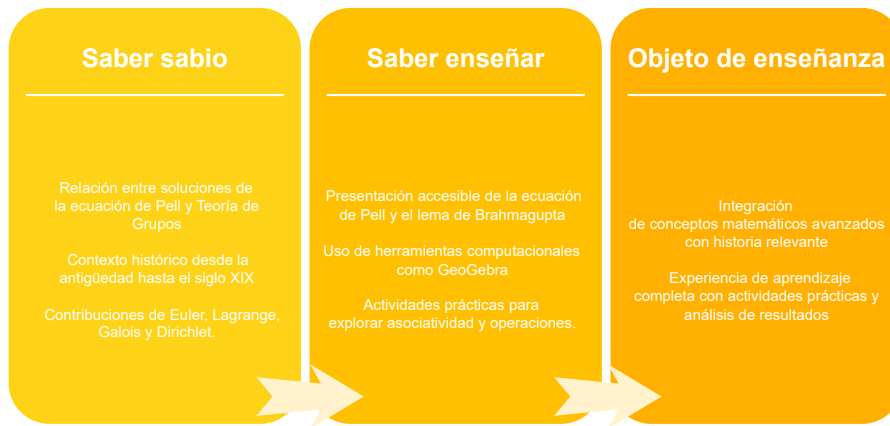 Saber sabio
Relación entre soluciones de
la ecuación de Pell y Teoría de
Grupos
Contexto histórico desde la
antigüedad hasta el siglo XIX
Contribuciones de Euler, Lagrange,
Galois y Dirichlet.
Saber enseñar
Presentación accesible de la ecuación
de Pell y el lema de Brahmagupta
Uso de herramientas computacionales
como GeoGebra
Actividades prácticas para
explorar asociatividad y operaciones.
Objeto de enseñanza
Integración
de conceptos matemáticos avanzados
con historia relevante
Experiencia de aprendizaje
completa con actividades prácticas y
análisis de resultados